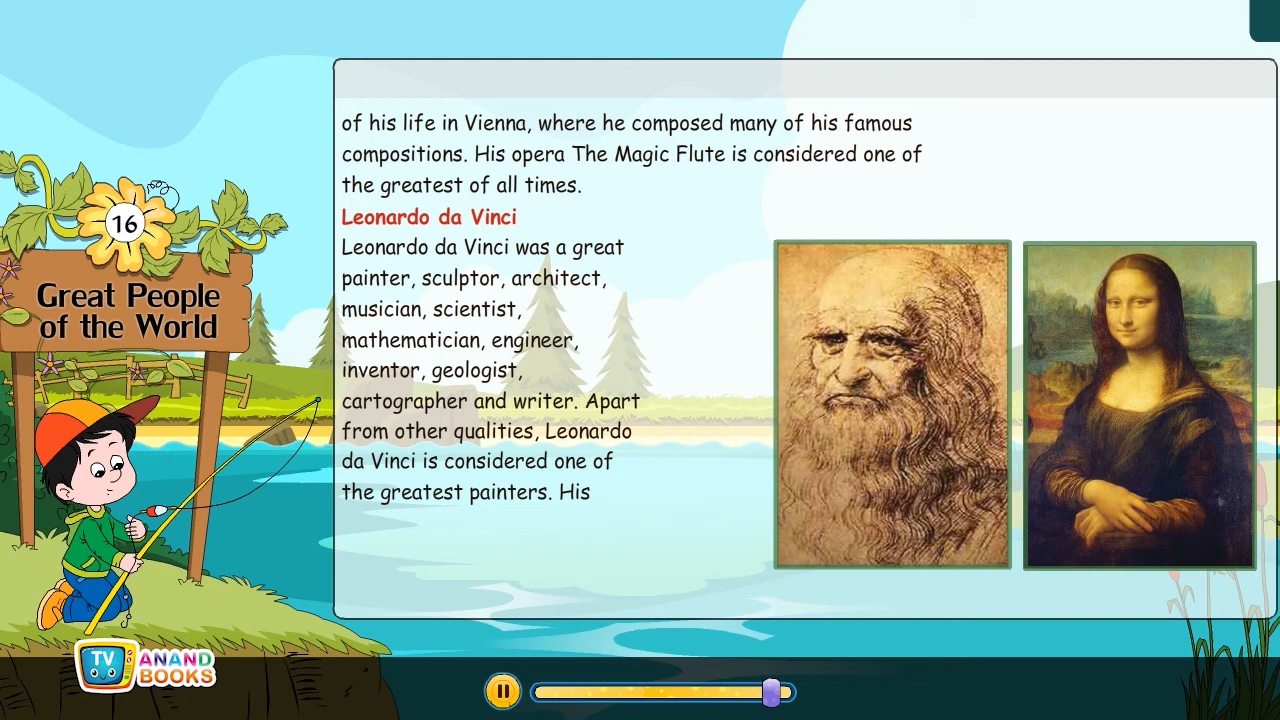 16
Great People
of the World
of his life in Vienna, where he composed many of his famous
compositions. His opera The Magic Flute is considered one of
the greatest of all times.
Leonardo da Vinci
Leonardo da Vinci was a great
painter, sculptor, architect,
musician, scientist,
mathematician, engineer,
inventor, geologist,
cartographer and writer. Apart
from other qualities, Leonardo
da Vinci is considered one of
the greatest painters. His
TV
ANAND
BOOKS